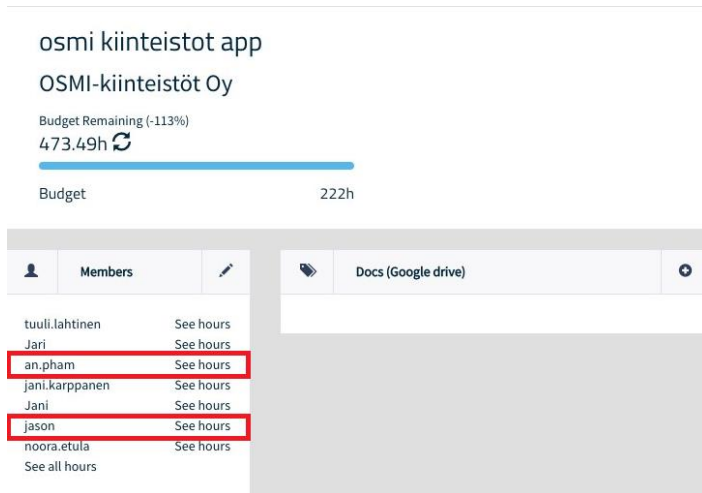 osmi kiinteistot app
OSMI-kiinteistöt Oy
Budget Remaining (-113%)
473.49h
Budget 222h
Members
Docs (Google drive)
tuuli.lahtinen See hours
Jari See hours
an.pham See hours
jani.karppanen See hours
Jani See hours
jason See hours
noora.etula See hours
See all hours